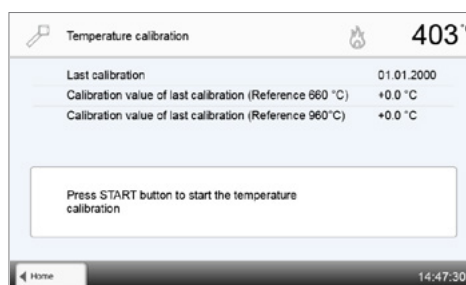 Temperature calibration 403°
Last calibration 01.01.2000
Calibration value of last calibration (Reference 660 °C) +0.0 °C
Calibration value of last calibration (Reference 960°C) +0.0 °C
Press START button to start the temperature
calibration
Home 14:47:30